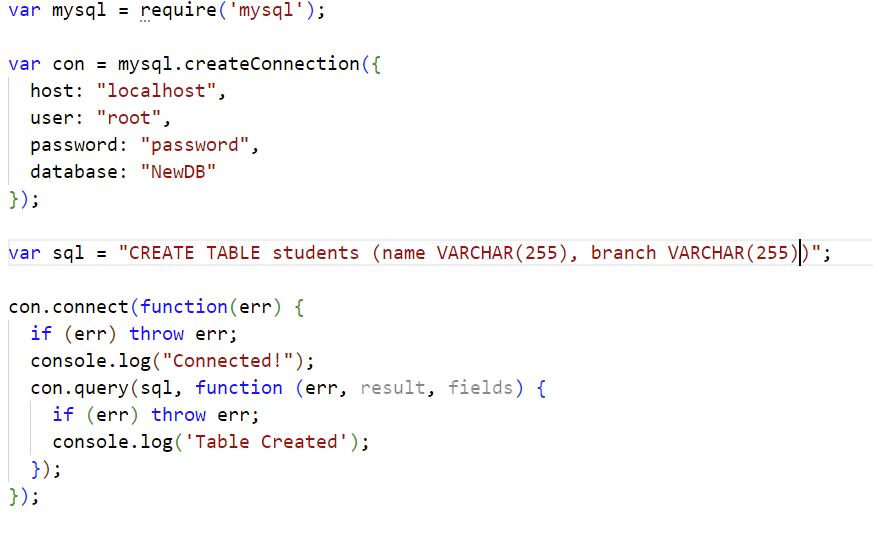 var mysql = require('mysql');
var con = mysql.createConnection({
  host: "localhost",
  user: "root",
  password: "password",
  database: "NewDB"
});
var sql = "CREATE TABLE students (name VARCHAR(255), branch VARCHAR(255))";
con.connect(function(err) {
  if (err) throw err;
  console.log("Connected!");
  con.query(sql, function (err, result, fields) {
    if (err) throw err;
    console.log('Table Created');
  });
});